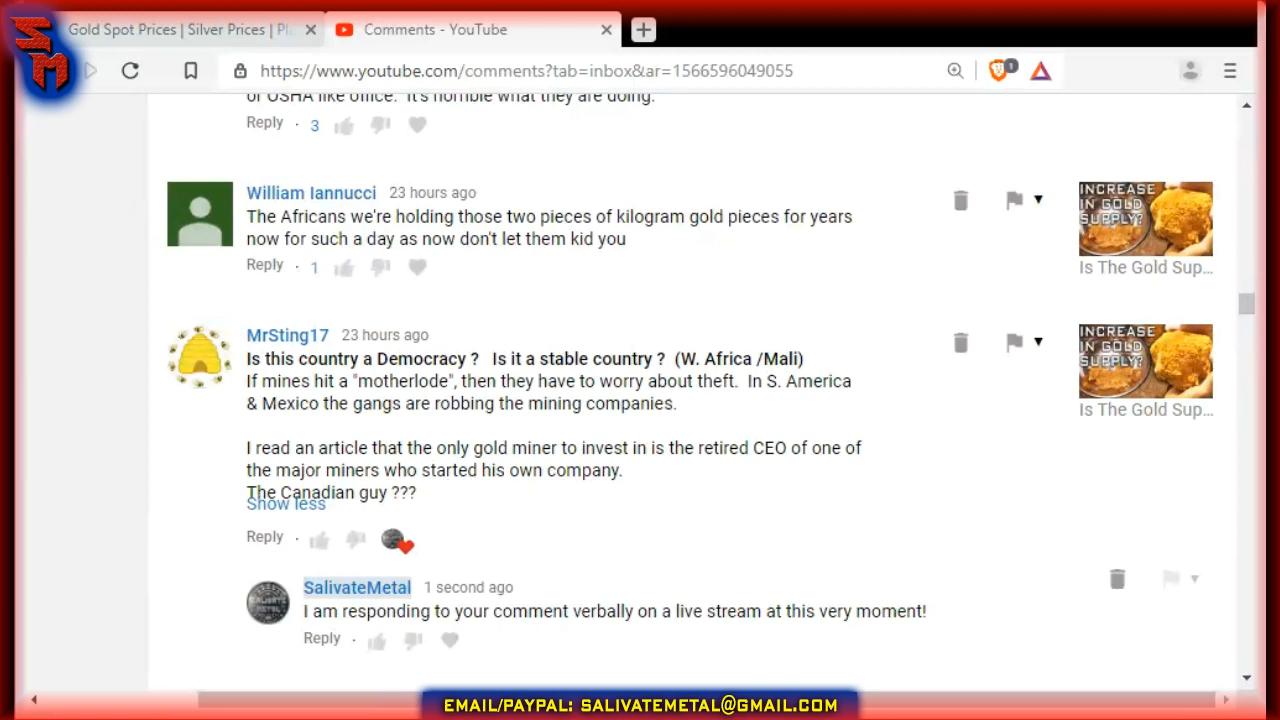 SM
Gold Spot Prices | Silver Prices | Pla
Comments - YouTube
https://www.youtube.com/comments?tab=inbox&ar=1566596049055
1
or OSHA like office. It's horrible what they are doing.
Reply · 3
William Iannucci 23 hours ago
The Africans we're holding those two pieces of kilogram gold pieces for years
now for such a day as now don't let them kid you
Reply · 1
INCREASE
IN GOLD
SUPPLY?
Is The Gold Sup...
MrSting17 23 hours ago
Is this country a Democracy ? Is it a stable country ? (W. Africa /Mali)
If mines hit a "motherlode", then they have to worry about theft. In S. America
& Mexico the gangs are robbing the mining companies.
I read an article that the only gold miner to invest in is the retired CEO of one of
the major miners who started his own company.
The Canadian guy ???
Show less
Reply ·
INCREASE
IN GOLD
SUPPLY?
Is The Gold Sup...
SalivateMetal 1 second ago
I am responding to your comment verbally on a live stream at this very moment!
Reply ·
EMAIL/PAYPAL: SALIVATEMETAL@GMAIL.COM